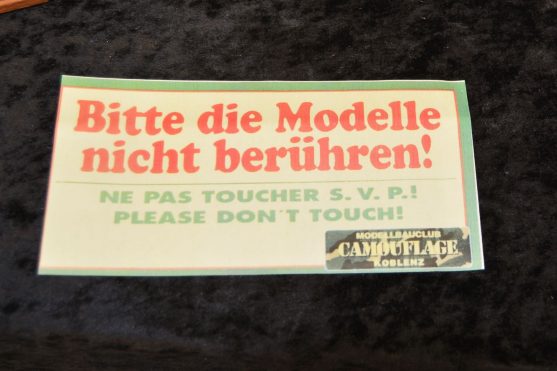 Bitte die Modelle
nicht berühren!
NE PAS TOUCHER S. V. P.!
PLEASE DON´T TOUCH!
MODELLBAUCLUB
CAMOUFLAGE
KOBLENZ